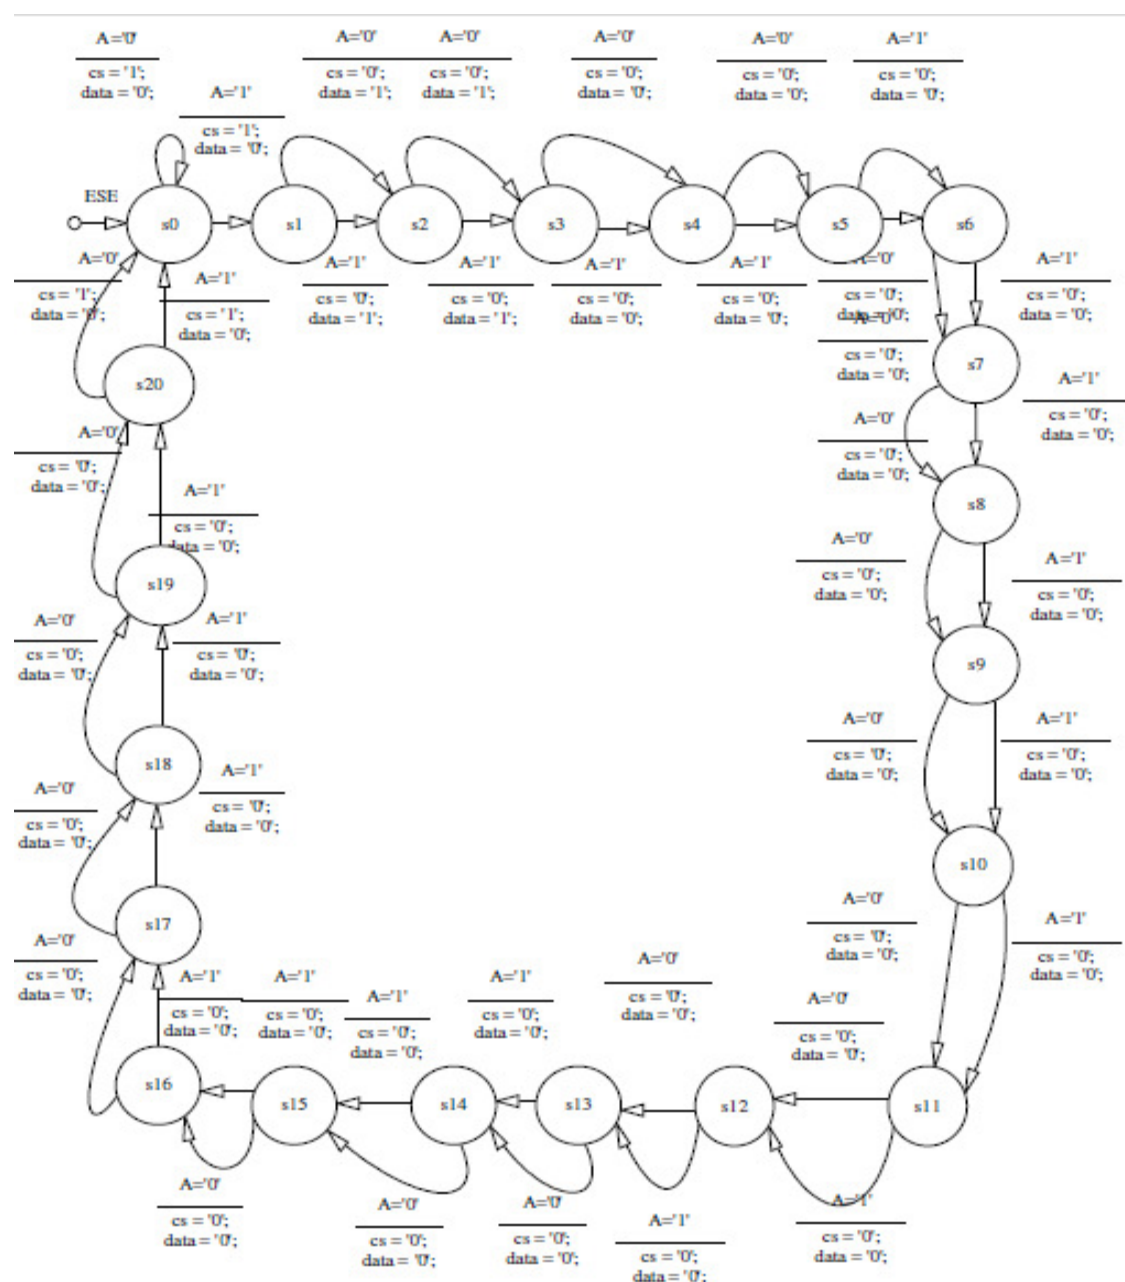 A='0'
cs = '1';
data = '0';
A='1'
cs = '1';
data = '0';
A='0'
cs = '0';
data = '1';
A='0'
cs = '0';
data = '1';
A='0'
cs = '0';
data = '0';
A='0'
cs = '0';
data = '0';
A='1'
cs = '0';
data = '0';
ESE
s0
s1
s2
s3
s4
s5
s6
A='0'
cs = '1';
data = '0';
A='1'
cs = '1';
data = '0';
A='1'
cs = '0';
data = '1';
A='1'
cs = '0';
data = '1';
A='1'
cs = '0';
data = '0';
A='1'
cs = '0';
data = '0';
A='0'
cs = '0';
data = '0';
A='1'
cs = '0';
data = '0';
A='0'
cs = '0';
data = '0';
s7
s20
A='1'
cs = '0';
data = '0';
A='0'
cs = '0';
data = '0';
A='0'
cs = '0';
data = '0';
s8
A='1'
cs = '0';
data = '0';
s19
A='0'
cs = '0';
data = '0';
A='1'
cs = '0';
data = '0';
A='0'
cs = '0';
data = '0';
A='1'
cs = '0';
data = '0';
s9
A='0'
cs = '0';
data = '0';
A='1'
cs = '0';
data = '0';
s18
A='1'
cs = '0';
data = '0';
A='0'
cs = '0';
data = '0';
s10
s17
A='0'
cs = '0';
data = '0';
A='1'
cs = '0';
data = '0';
A='0'
cs = '0';
data = '0';
A='1'
cs = '0';
data = '0';
A='1'
cs = '0';
data = '0';
A='1'
cs = '0';
data = '0';
A='1'
cs = '0';
data = '0';
A='0'
cs = '0';
data = '0';
A='0'
cs = '0';
data = '0';
s16
s15
s14
s13
s12
s11
A='0'
cs = '0';
data = '0';
A='0'
cs = '0';
data = '0';
A='0'
cs = '0';
data = '0';
A='1'
cs = '0';
data = '0';
A='1'
cs = '0';
data = '0';